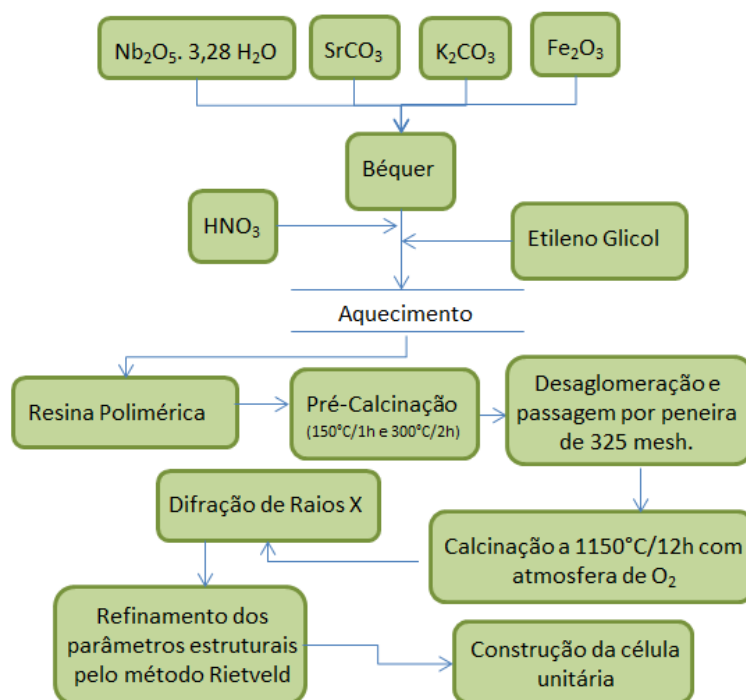 Nb₂O₅. 3,28 H₂O
SrCO₃
K₂CO₃
Fe₂O₃
Béquer
HNO₃
Etileno Glicol
Aquecimento
Resina Polimérica
Pré-Calcinação
(150°C/1h e 300°C/2h)
Desaglomeração e
passagem por peneira
de 325 mesh.
Difração de Raios X
Calcinação a 1150°C/12h com
atmosfera de O₂
Refinamento dos
parâmetros estruturais
pelo método Rietveld
Construção da célula
unitária